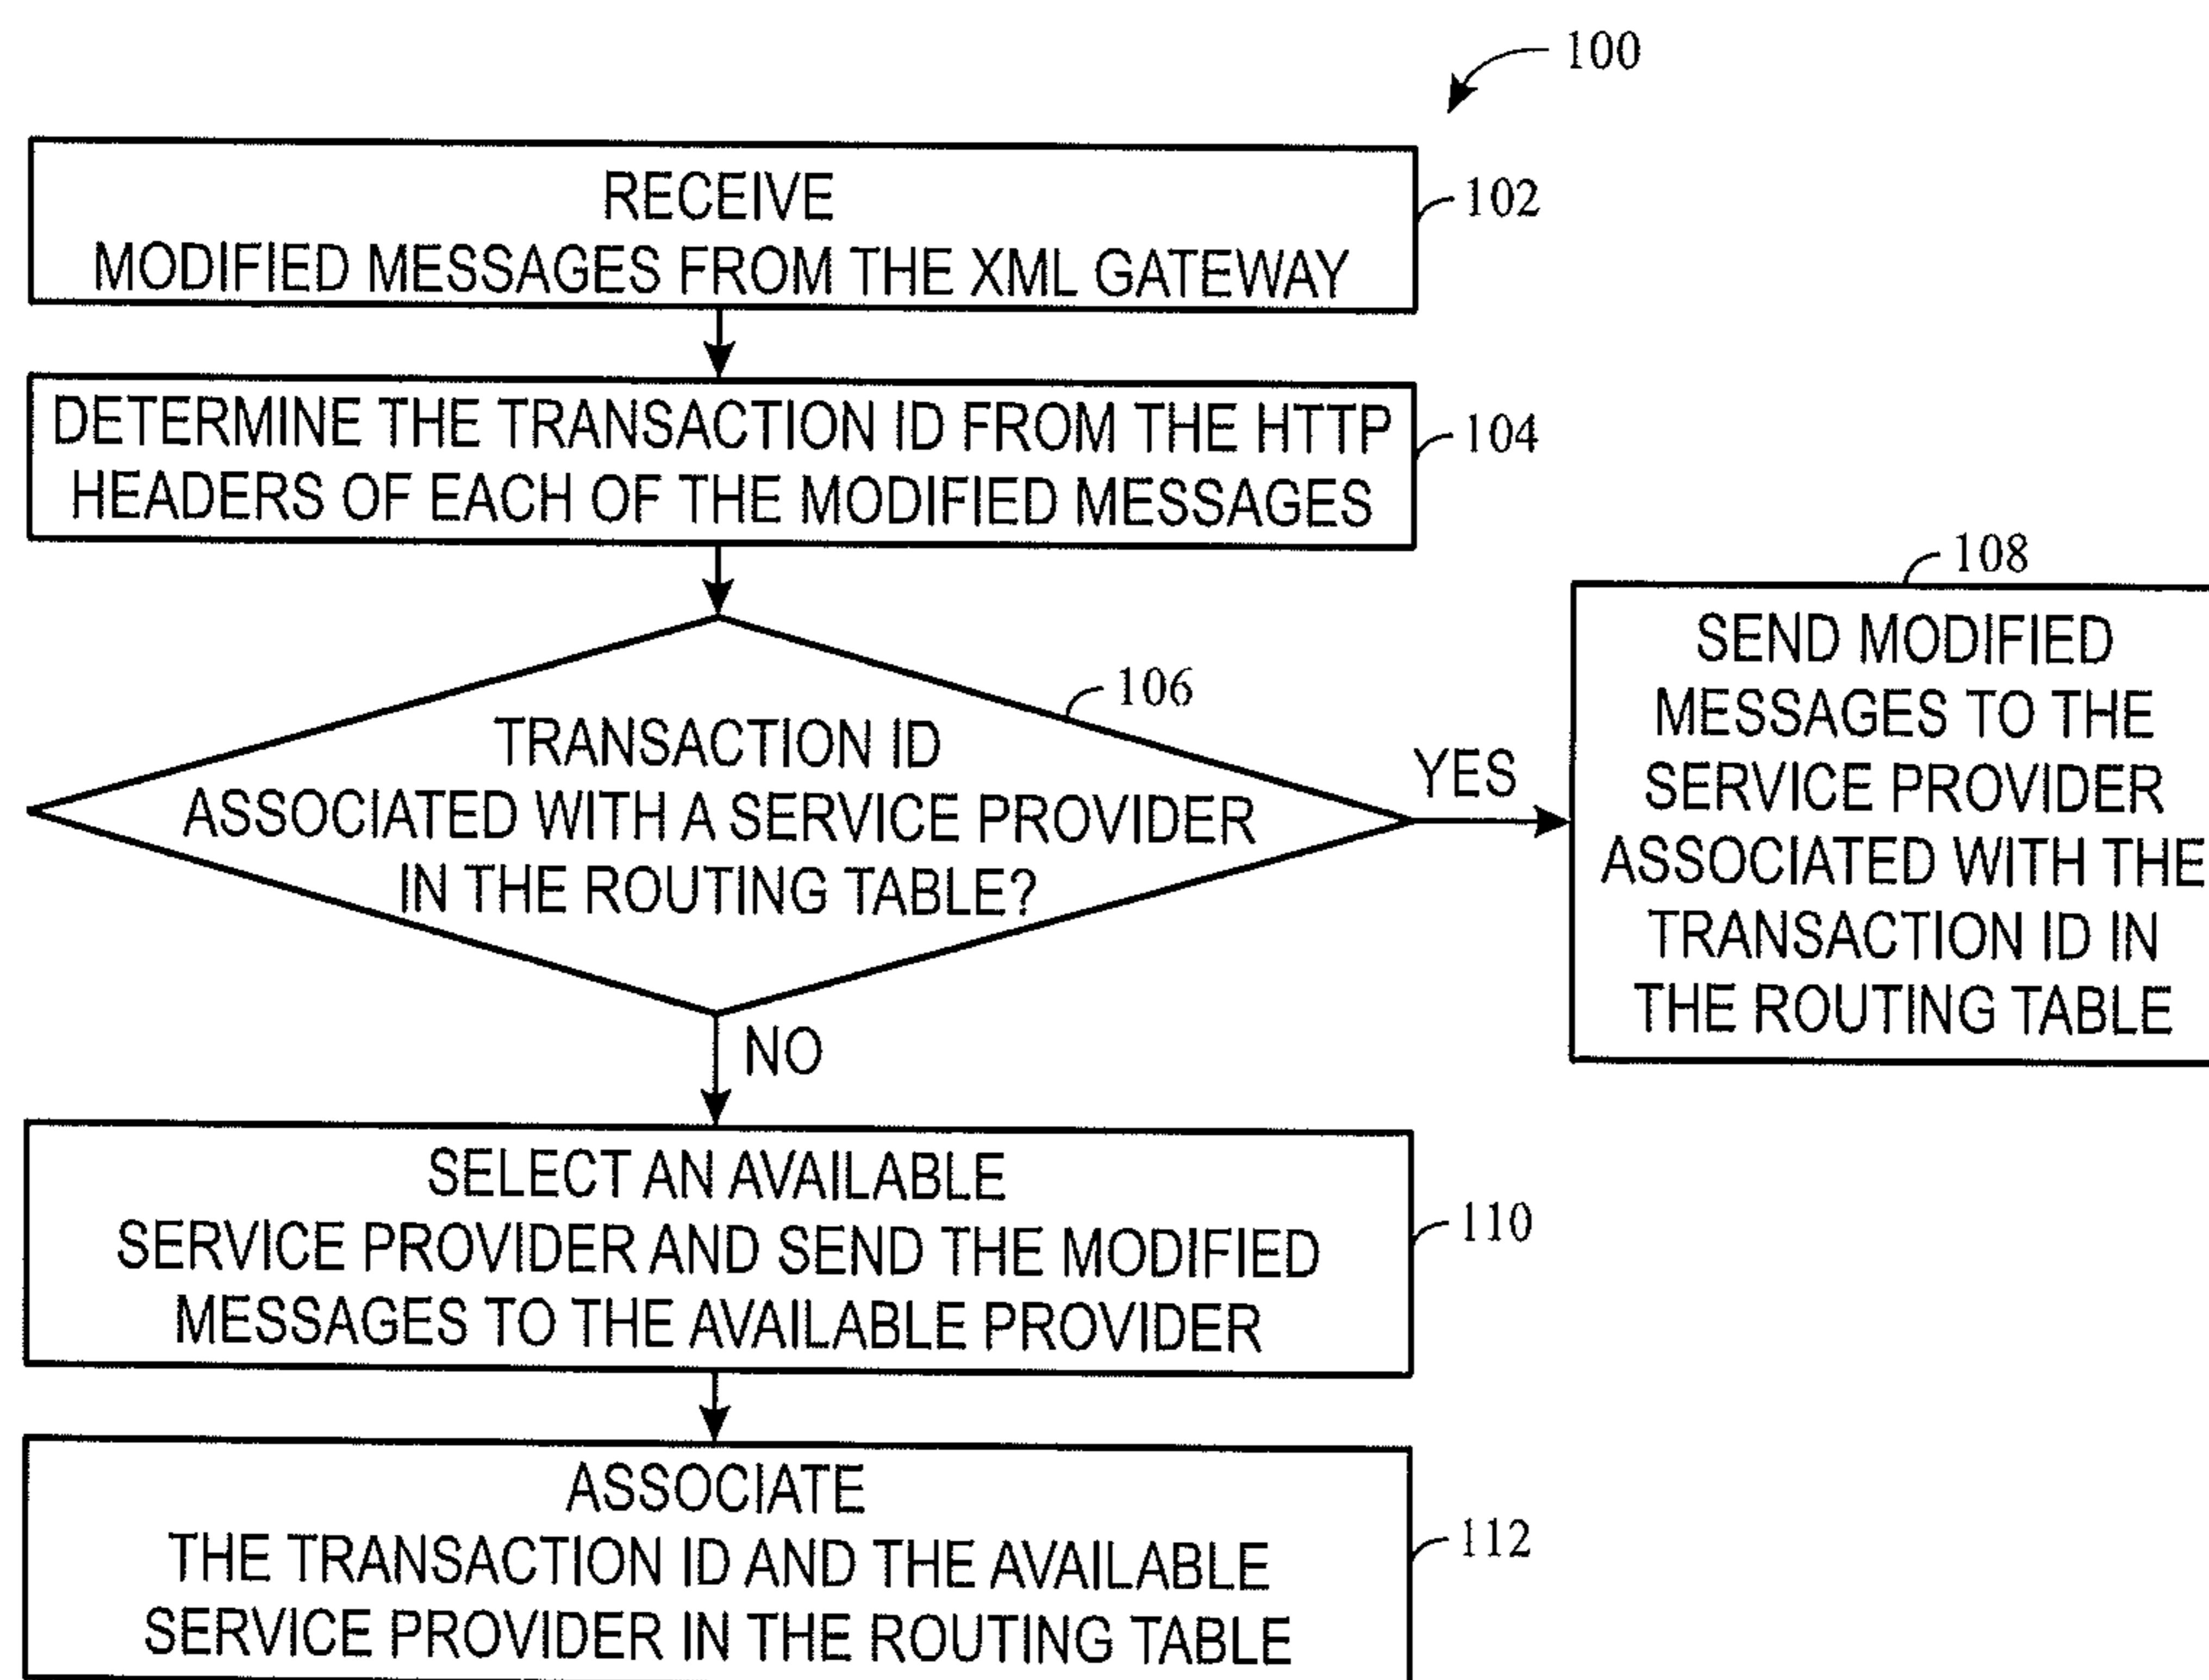 100
RECEIVE
MODIFIED MESSAGES FROM THE XML GATEWAY
102
DETERMINE THE TRANSACTION ID FROM THE HTTP
HEADERS OF EACH OF THE MODIFIED MESSAGES
104
106
TRANSACTION ID
ASSOCIATED WITH A SERVICE PROVIDER
IN THE ROUTING TABLE?
YES
108
SEND MODIFIED
MESSAGES TO THE
SERVICE PROVIDER
ASSOCIATED WITH THE
TRANSACTION ID IN
THE ROUTING TABLE
NO
SELECT AN AVAILABLE
SERVICE PROVIDER AND SEND THE MODIFIED
MESSAGES TO THE AVAILABLE PROVIDER
110
ASSOCIATE
THE TRANSACTION ID AND THE AVAILABLE
SERVICE PROVIDER IN THE ROUTING TABLE
112